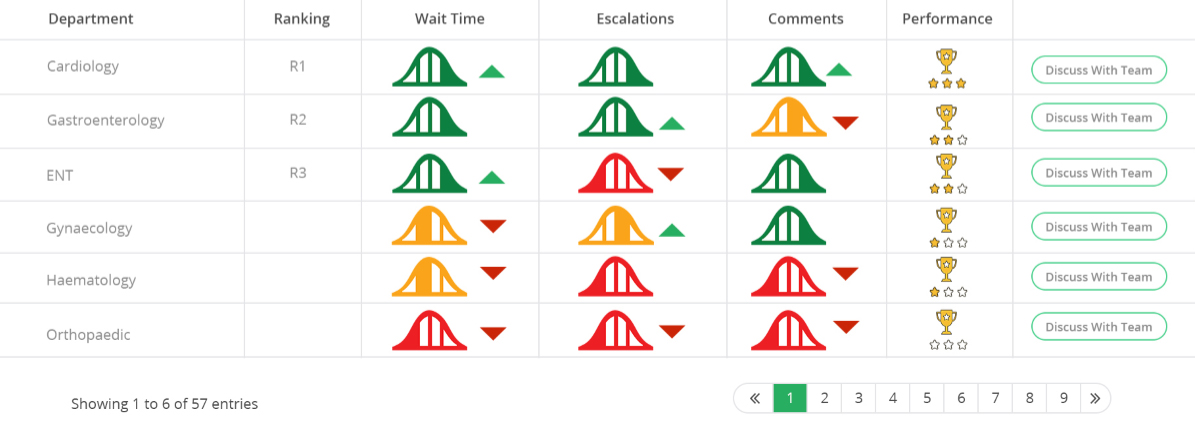 Department Ranking Wait Time Escalations Comments Performance
Cardiology R1 Discuss With Team
Gastroenterology R2 Discuss With Team
ENT R3 Discuss With Team
Gynaecology Discuss With Team
Haematology Discuss With Team
Orthopaedic Discuss With Team
Showing 1 to 6 of 57 entries « 1 2 3 4 5 6 7 8 9 »